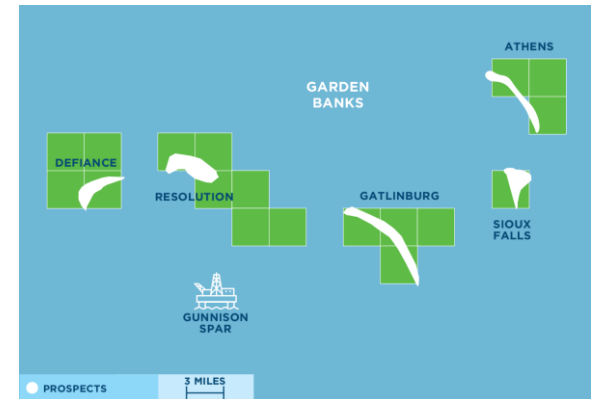 ATHENS
GARDEN
BANKS
DEFIANCE
RESOLUTION
GATLINBURG
SIOUX
FALLS
GUNNISON
SPAR
PROSPECTS
3 MILES